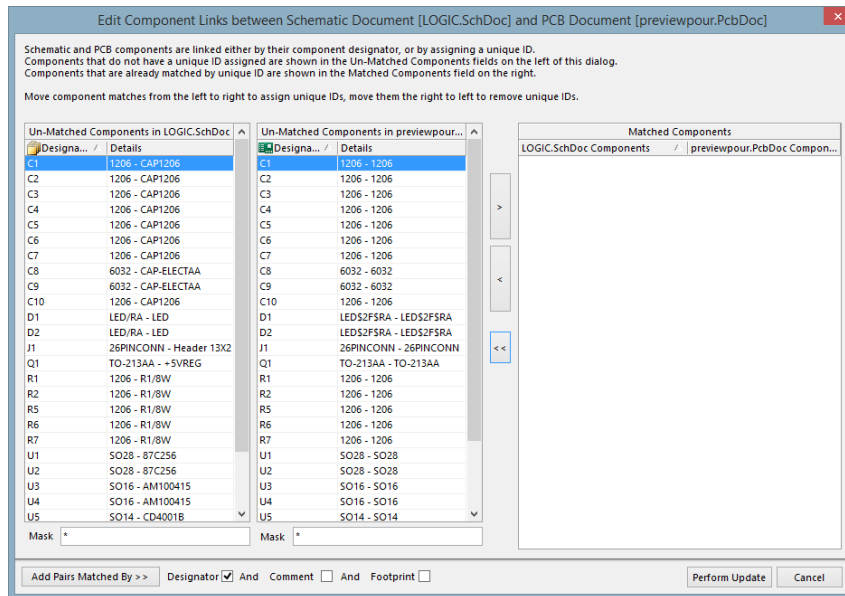 Edit Component Links between Schematic Document [LOGIC.SchDoc] and PCB Document [previewpour.PcbDoc]
Schematic and PCB components are linked either by their component designator, or by assigning a unique ID.
Components that do not have a unique ID assigned are shown in the Un-Matched Components fields on the left of this dialog.
Components that are already matched by unique ID are shown in the Matched Components field on the right.
Move component matches from the left to right to assign unique IDs, move them the right to left to remove unique IDs.
Un-Matched Components in LOGIC.SchDoc Un-Matched Components in previewpour... Matched Components
Designa... Details Designa... Details LOGIC.SchDoc Components previewpour.PcbDoc Compon...
C1 1206 - CAP1206 C1 1206 - 1206
C2 1206 - CAP1206 C2 1206 - 1206
C3 1206 - CAP1206 C3 1206 - 1206
C4 1206 - CAP1206 C4 1206 - 1206
C5 1206 - CAP1206 C5 1206 - 1206
C6 1206 - CAP1206 C6 1206 - 1206
C7 1206 - CAP1206 C7 1206 - 1206
C8 6032 - CAP-ELECTAA C8 6032 - 6032
C9 6032 - CAP-ELECTAA C9 6032 - 6032
C10 1206 - CAP1206 C10 1206 - 1206
D1 LED/RA - LED D1 LED$2F$RA - LED$2F$RA
D2 LED/RA - LED D2 LED$2F$RA - LED$2F$RA
J1 26PINCONN - Header 13X2 J1 26PINCONN - 26PINCONN
Q1 TO-213AA - +5VREG Q1 TO-213AA - TO-213AA
R1 1206 - R1/8W R1 1206 - 1206
R2 1206 - R1/8W R2 1206 - 1206
R5 1206 - R1/8W R5 1206 - 1206
R6 1206 - R1/8W R6 1206 - 1206
R7 1206 - R1/8W R7 1206 - 1206
U1 SO28 - 87C256 U1 SO28 - SO28
U2 SO28 - 87C256 U2 SO28 - SO28
U3 SO16 - AM100415 U3 SO16 - SO16
U4 SO16 - AM100415 U4 SO16 - SO16
U5 SO14 - CD4001B U5 SO14 - SO14
>
<
<<
Mask * Mask *
Add Pairs Matched By >> Designator And Comment And Footprint Perform Update Cancel